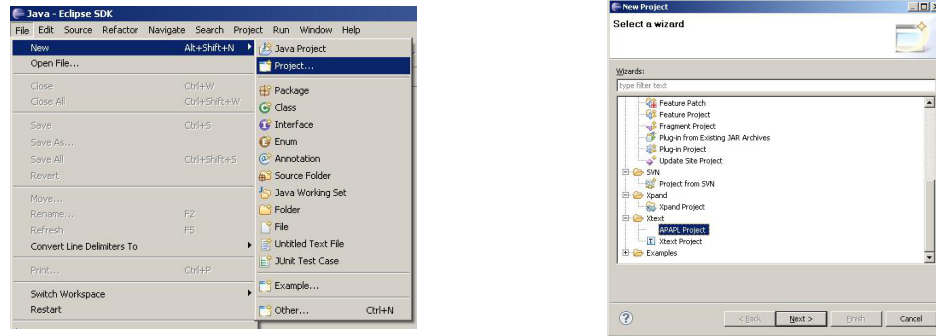 Java - Eclipse SDK
File Edit Source Refactor Navigate Search Project Run Window Help
New Alt+Shift+N
Open File...
Close Ctrl+W
Close All Ctrl+Shift+W
Save Ctrl+S
Save As...
Save All Ctrl+Shift+S
Revert
Move...
Rename... F2
Refresh F5
Convert Line Delimiters To
Print... Ctrl+P
Switch Workspace
Restart
Java Project
Project...
Package
Class
Interface
Enum
Annotation
Source Folder
Java Working Set
Folder
File
Untitled Text File
JUnit Test Case
Example...
Other... Ctrl+N
New Project
Select a wizard
Wizards:
type filter text
Feature Patch
Feature Project
Fragment Project
Plug-in from Existing JAR Archives
Plug-in Project
Update Site Project
SVN
Project from SVN
Xpand
Xpand Project
Xtext
APAPL Project
Xtext Project
Examples
< Back Next > Finish Cancel